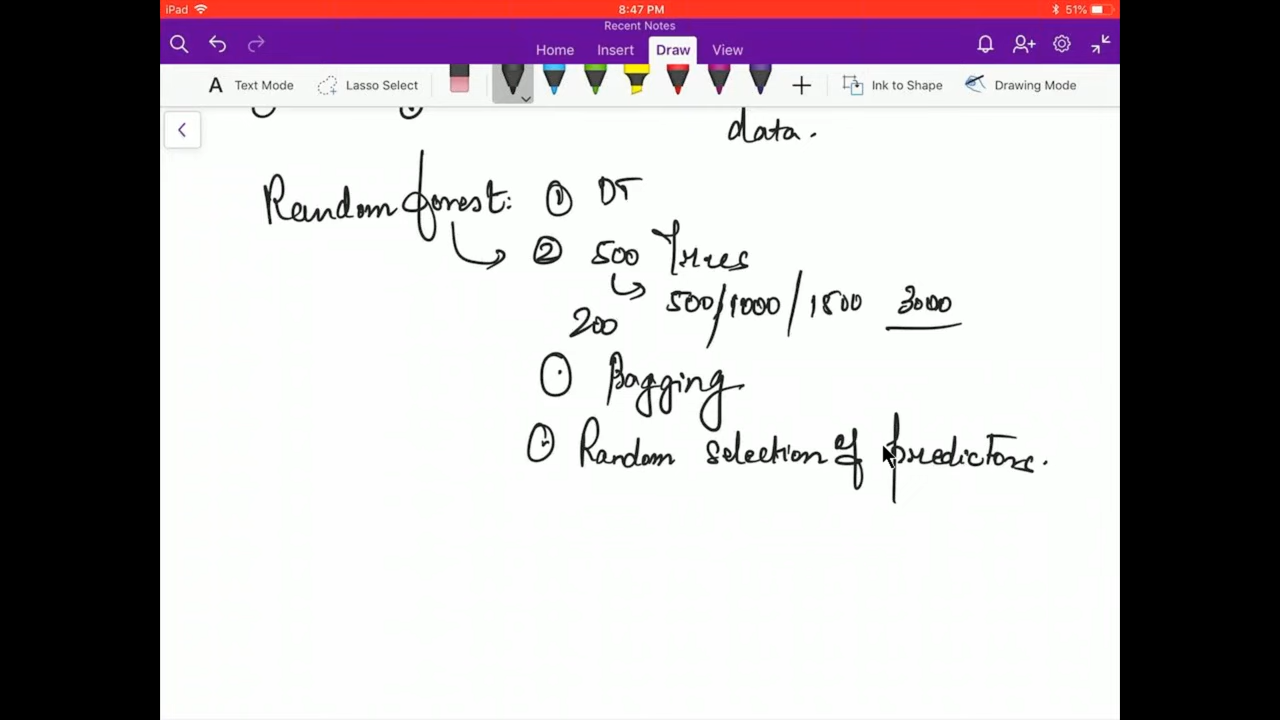 iPad 8:47 PM 51%
Recent Notes
Home Insert Draw View
Text Mode Lasso Select Ink to Shape Drawing Mode
data.
Random forest: ① DT
② 500 Trees
500/1000/1500 3000
200
Bagging
Random selection of predictors.